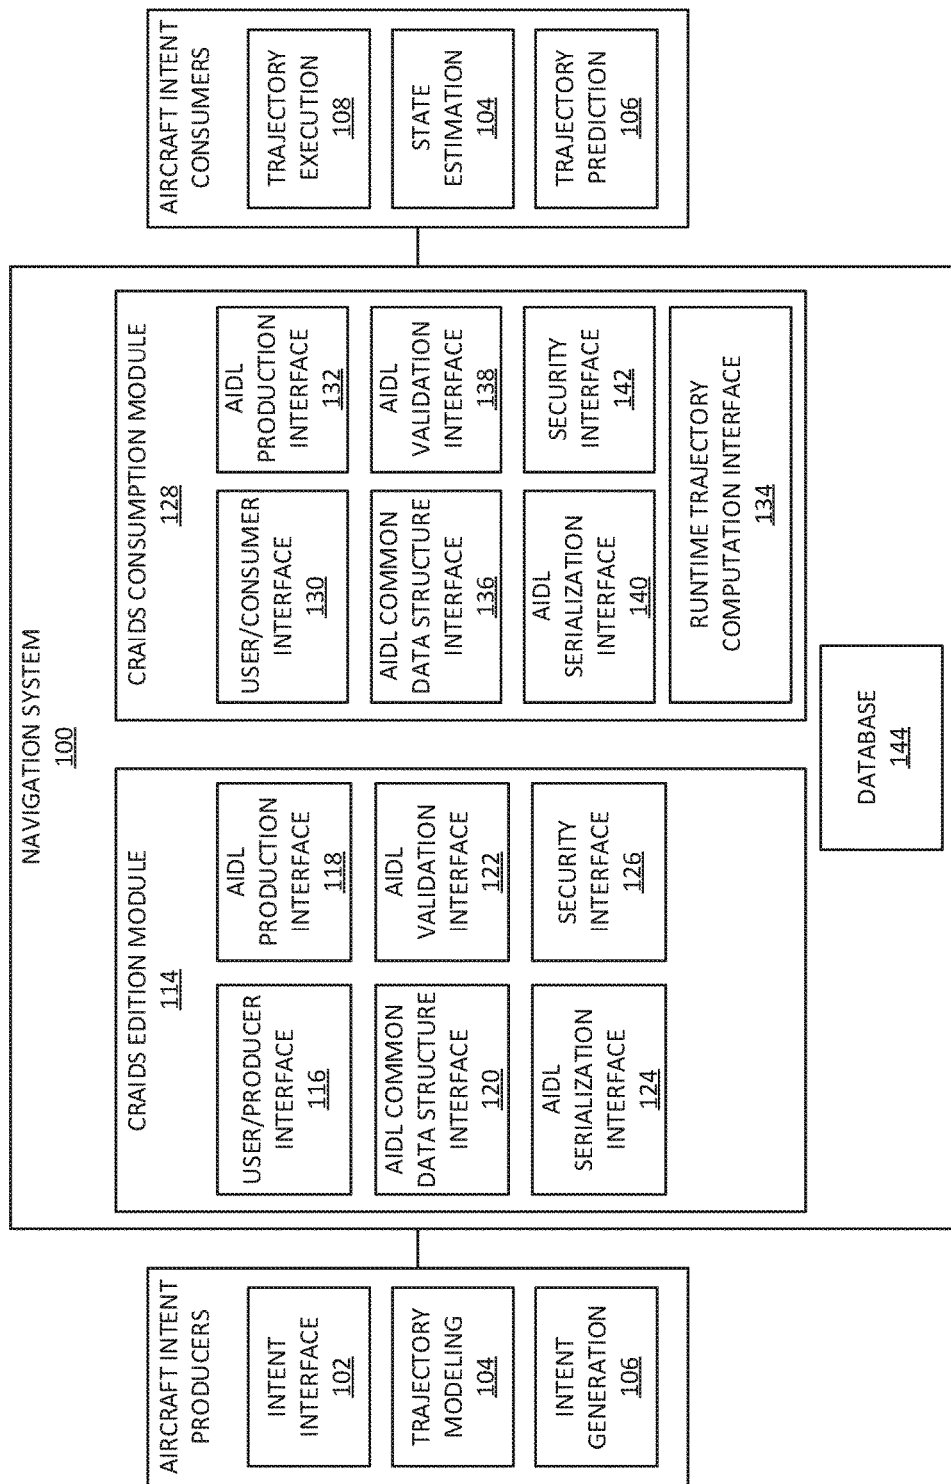 AIRCRAFT INTENT
PRODUCERS
INTENT
INTERFACE
102
TRAJECTORY
MODELING
104
INTENT
GENERATION
106
NAVIGATION SYSTEM
100
CRAIDS EDITION MODULE
114
USER/PRODUCER
INTERFACE
116
AIDL
PRODUCTION
INTERFACE
118
AIDL COMMON
DATA STRUCTURE
INTERFACE
120
AIDL
VALIDATION
INTERFACE
122
AIDL
SERIALIZATION
INTERFACE
124
SECURITY
INTERFACE
126
CRAIDS CONSUMPTION MODULE
128
USER/CONSUMER
INTERFACE
130
AIDL
PRODUCTION
INTERFACE
132
AIDL COMMON
DATA STRUCTURE
INTERFACE
136
AIDL
VALIDATION
INTERFACE
138
AIDL
SERIALIZATION
INTERFACE
140
SECURITY
INTERFACE
142
RUNTIME TRAJECTORY
COMPUTATION INTERFACE
134
DATABASE
144
AIRCRAFT INTENT
CONSUMERS
TRAJECTORY
EXECUTION
108
STATE
ESTIMATION
104
TRAJECTORY
PREDICTION
106